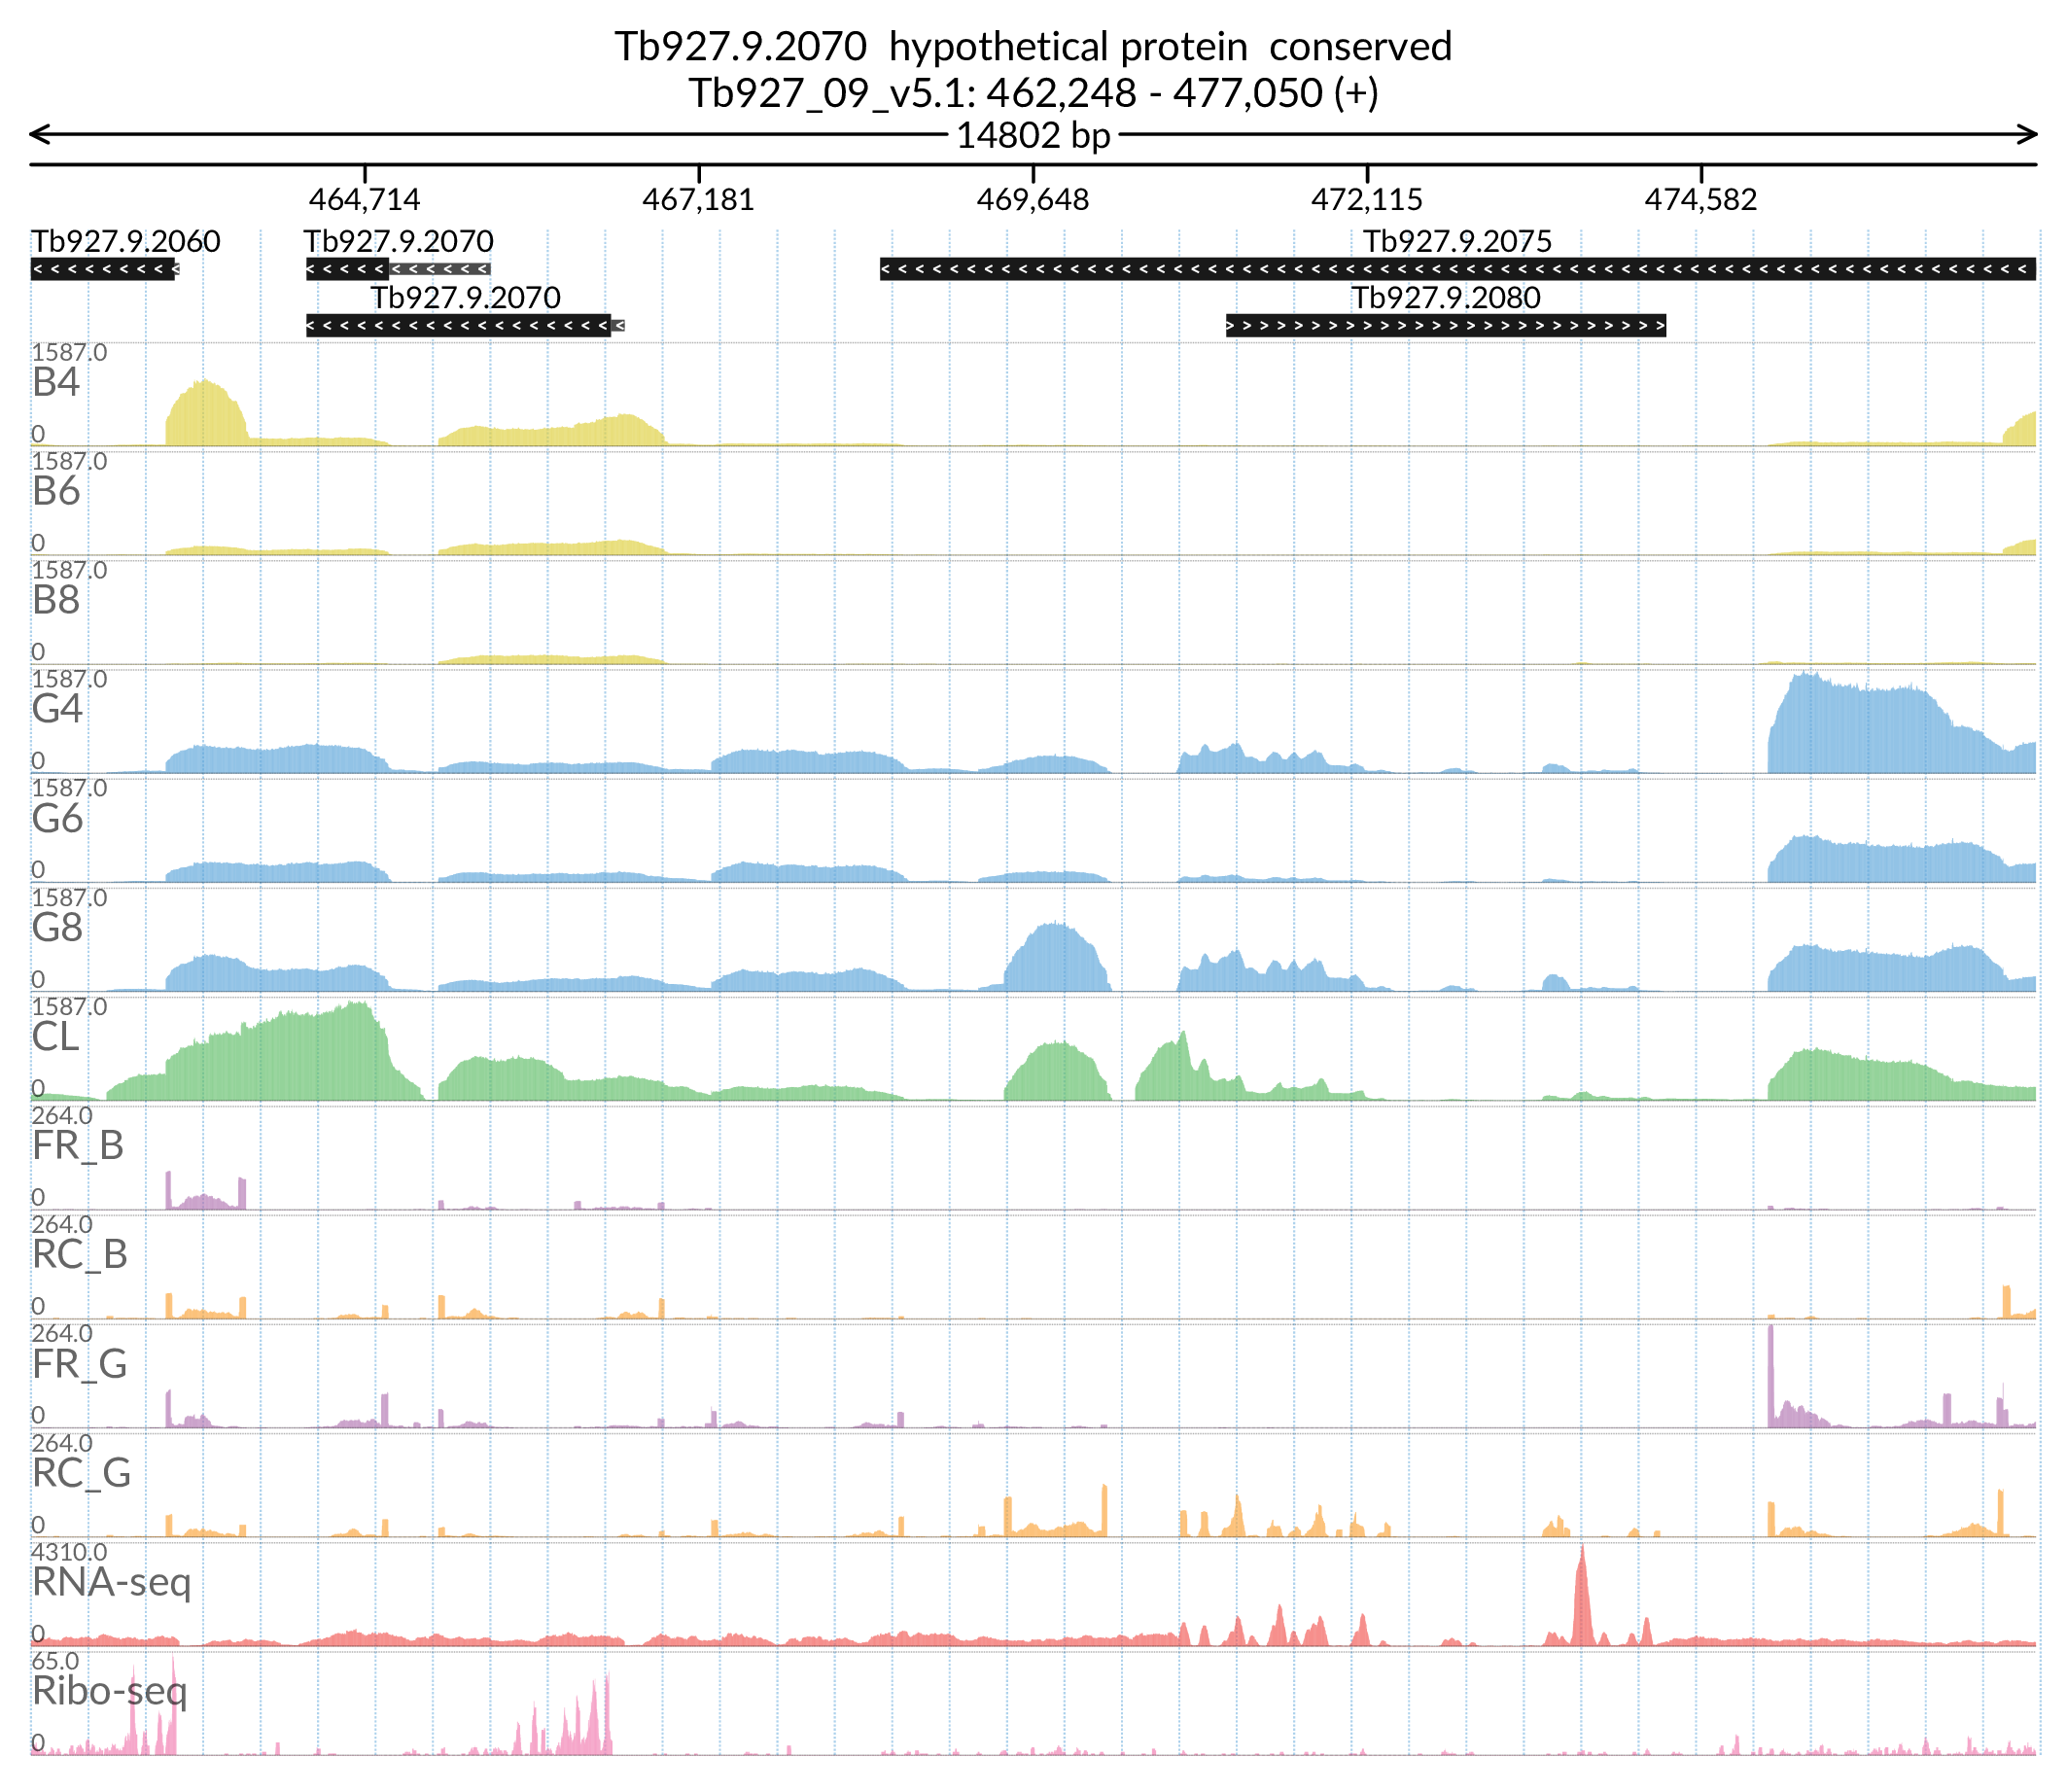 Tb927.9.2070  hypothetical protein  conserved
Tb927_09_v5.1: 462,248 - 477,050 (+)
14802 bp
464,714 467,181 469,648 472,115 474,582
Tb927.9.2060 Tb927.9.2070 Tb927.9.2075
Tb927.9.2070 Tb927.9.2080
1587.0
B4
0
1587.0
B6
0
1587.0
B8
0
1587.0
G4
0
1587.0
G6
0
1587.0
G8
0
1587.0
CL
0
264.0
FR_B
0
264.0
RC_B
0
264.0
FR_G
0
264.0
RC_G
0
4310.0
RNA-seq
0
65.0
Ribo-seq
0